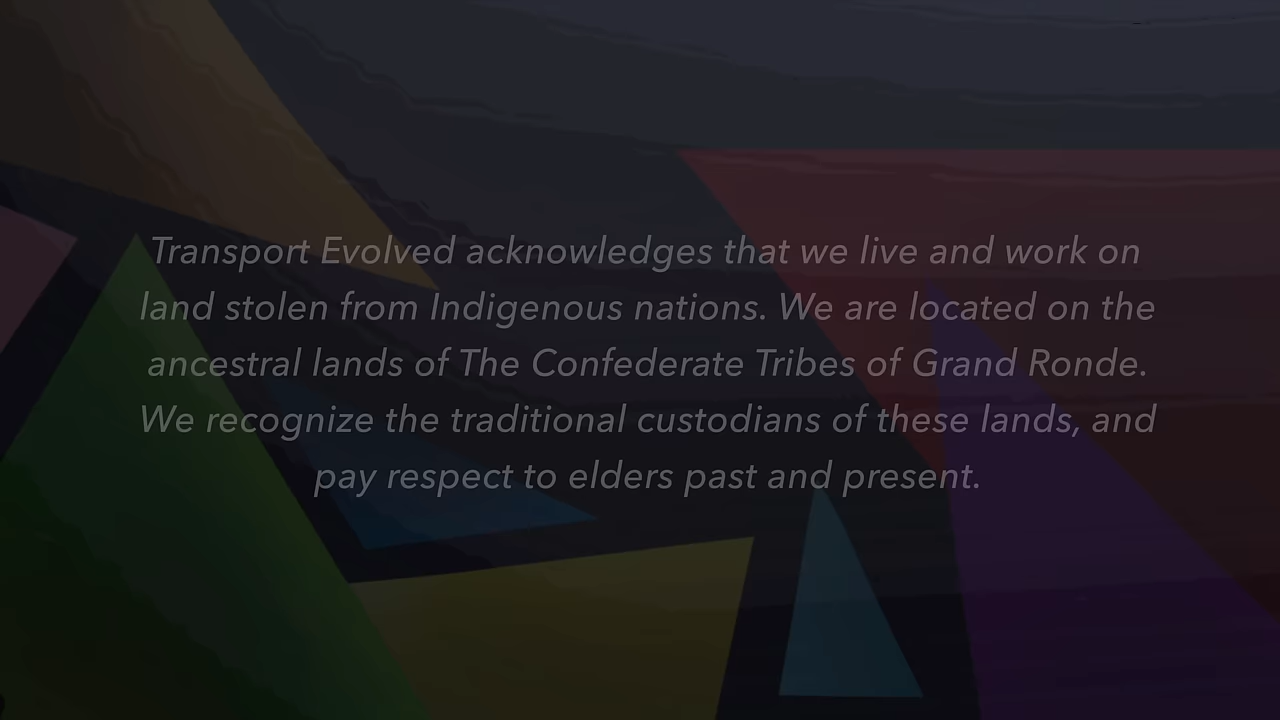 Transport Evolved acknowledges that we live and work on
land stolen from Indigenous nations. We are located on the
ancestral lands of The Confederate Tribes of Grand Ronde.
We recognize the traditional custodians of these lands, and
pay respect to elders past and present.